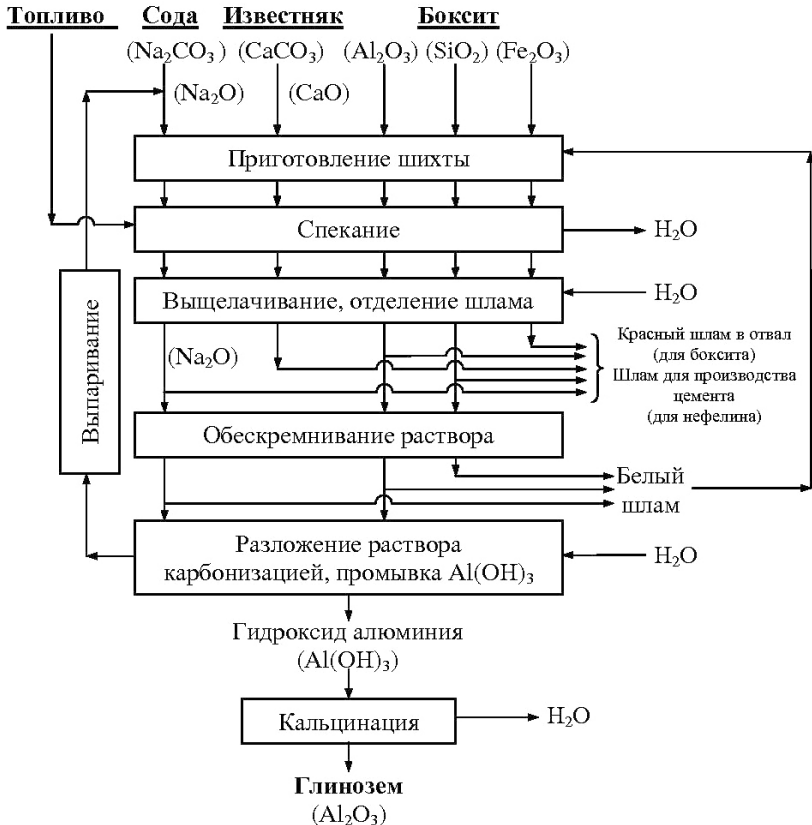 Топливо Сода Известняк Боксит
(Na₂CO₃) (CaCO₃) (Al₂O₃) (SiO₂) (Fe₂O₃)
(Na₂O) (CaO)
Приготовление шихты
Спекание
H₂O
Выщелачивание, отделение шлама
H₂O
Выпаривание
(Na₂O)
Красный шлам в отвал
(для боксита)
Шлам для производства
цемента
(для нефелина)
Обескремнивание раствора
Белый
шлам
Разложение раствора
карбонизацией, промывка Al(OH)₃
H₂O
Гидроксид алюминия
(Al(OH)₃)
Кальцинация
H₂O
Глинозем
(Al₂O₃)